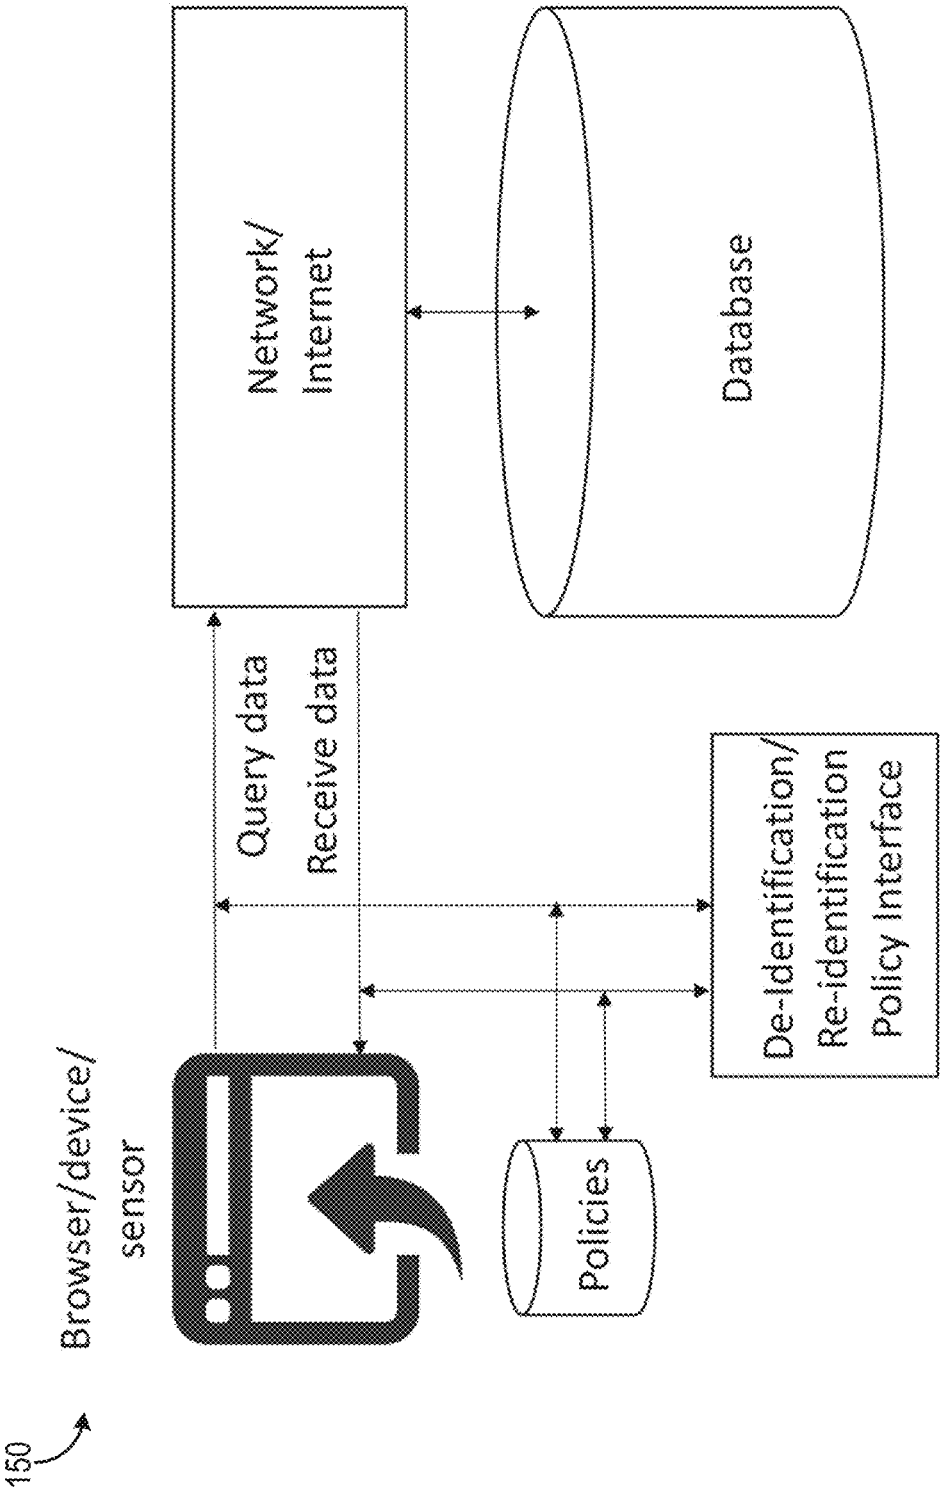 150
Browser/device/
sensor
Query data
Receive data
Network/
Internet
Policies
De-Identification/
Re-identification
Policy Interface
Database